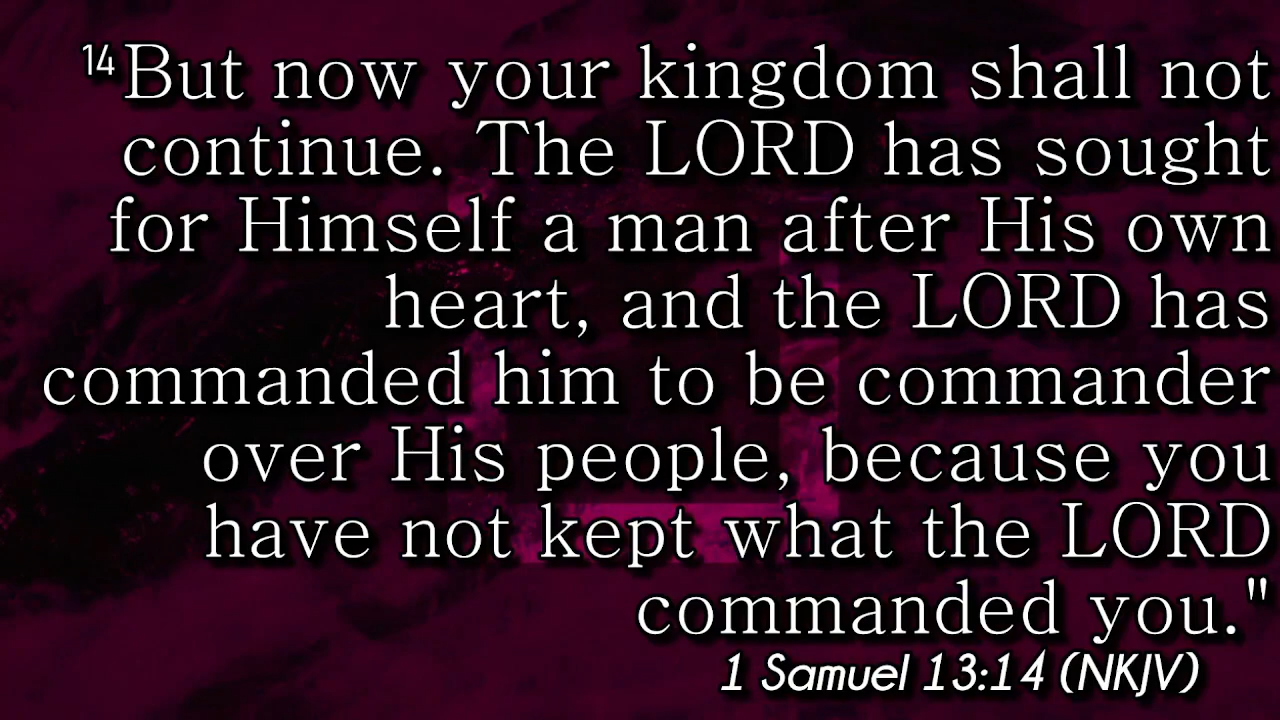 14But now your kingdom shall not
continue. The LORD has sought
for Himself a man after His own
heart, and the LORD has
commanded him to be commander
over His people, because you
have not kept what the LORD
commanded you."
1 Samuel 13:14 (NKJV)